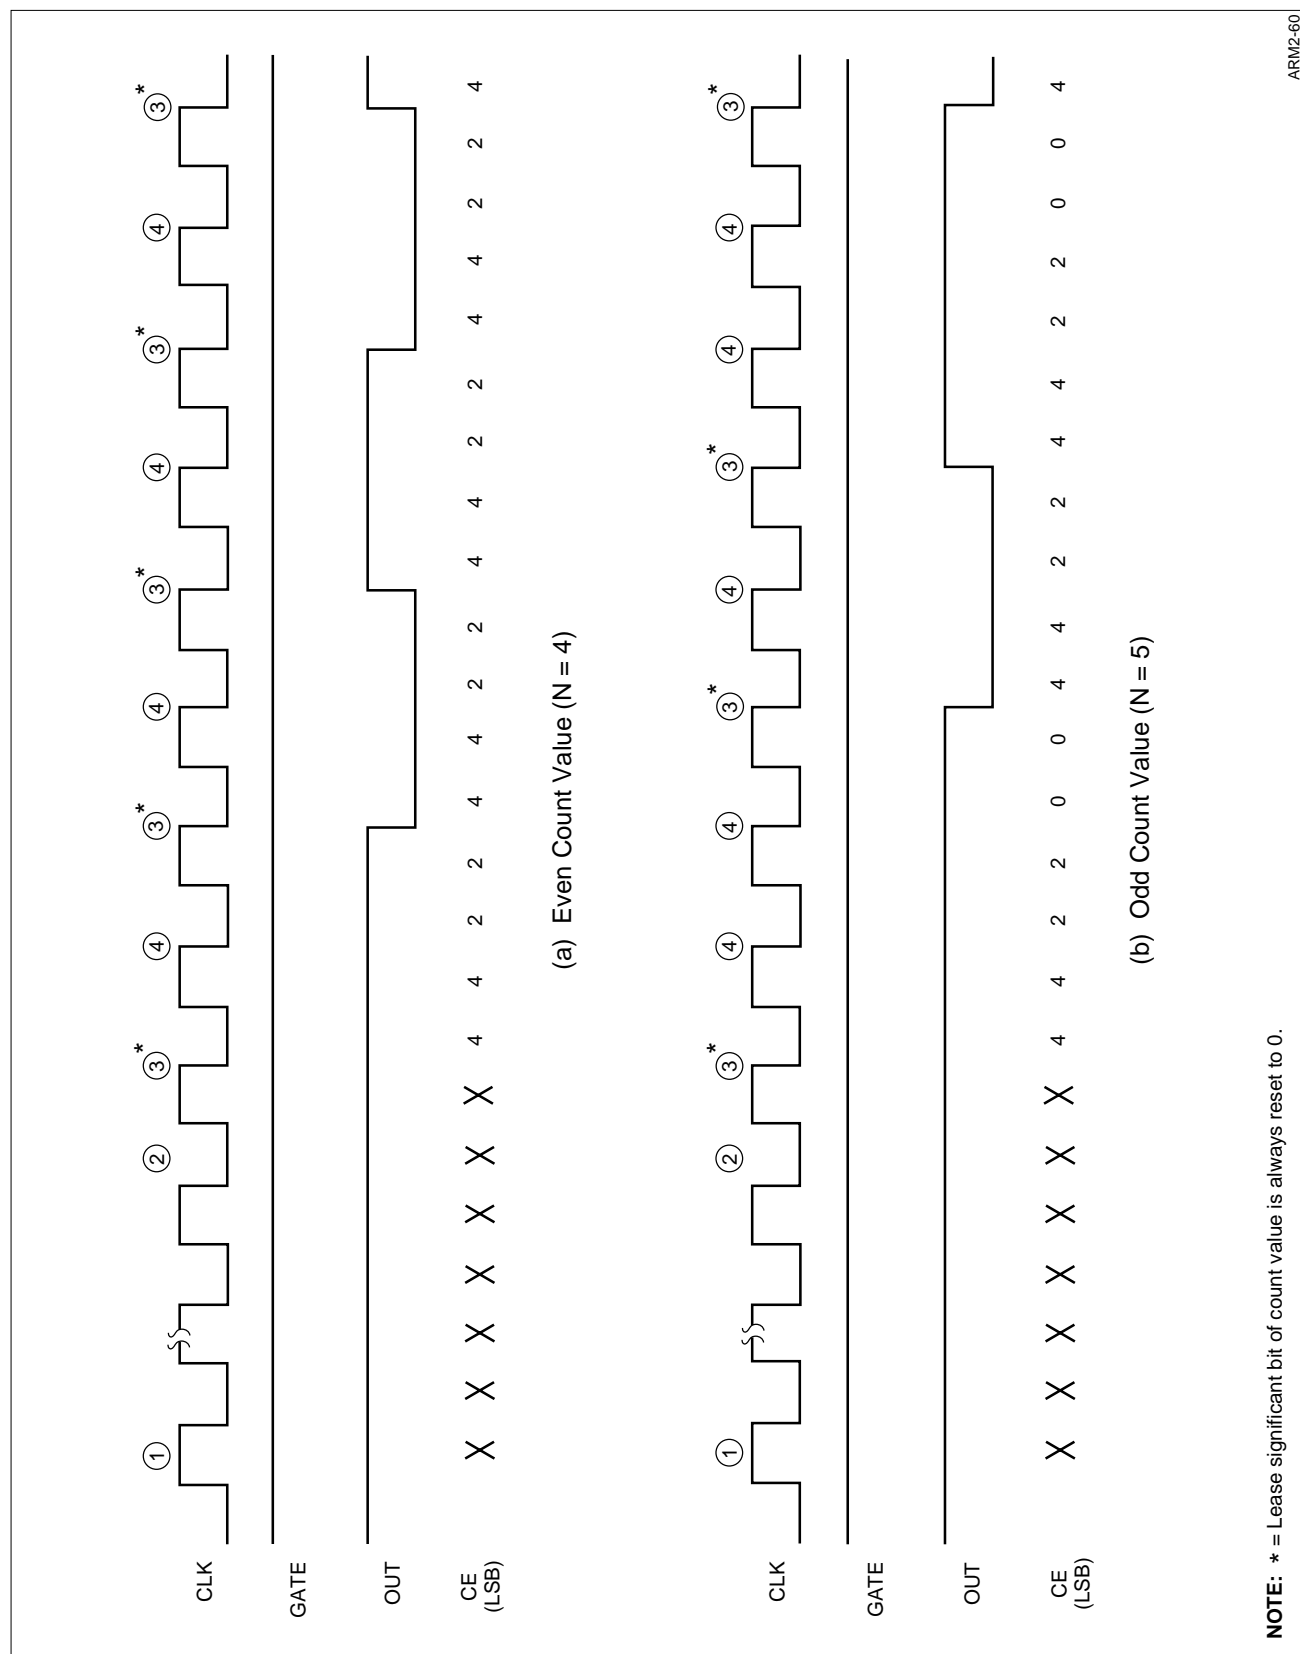 ① ② ③* ④ ③* ④ ③* ④ ③* ④ ③*
CLK
GATE
OUT
CE X X X X X X X 4 4 2 2 4 4 2 2 4 4 2 2 4 4 2 2 4
(LSB)
(a) Even Count Value (N = 4)
① ② ③* ④ ④ ③* ④ ③* ④ ④ ③*
CLK
GATE
OUT
CE X X X X X X X 4 4 2 2 0 0 4 4 2 2 4 4 2 2 0 0 4
(LSB)
(b) Odd Count Value (N = 5)
NOTE: * = Lease significant bit of count value is always reset to 0.
ARM2-60